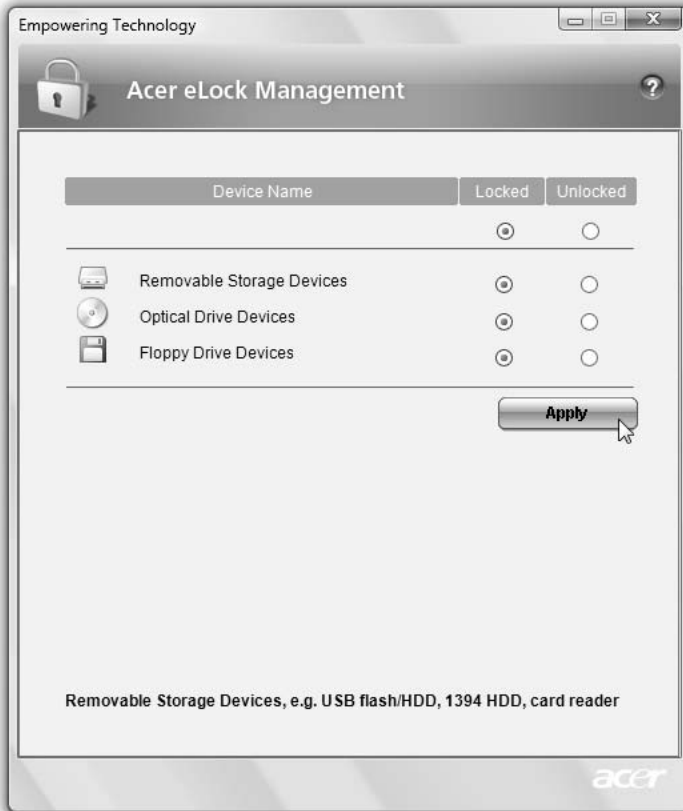 Empowering Technology
Acer eLock Management
?
Device Name Locked Unlocked
Removable Storage Devices
Optical Drive Devices
Floppy Drive Devices
Apply
Removable Storage Devices, e.g. USB flash/HDD, 1394 HDD, card reader
acer